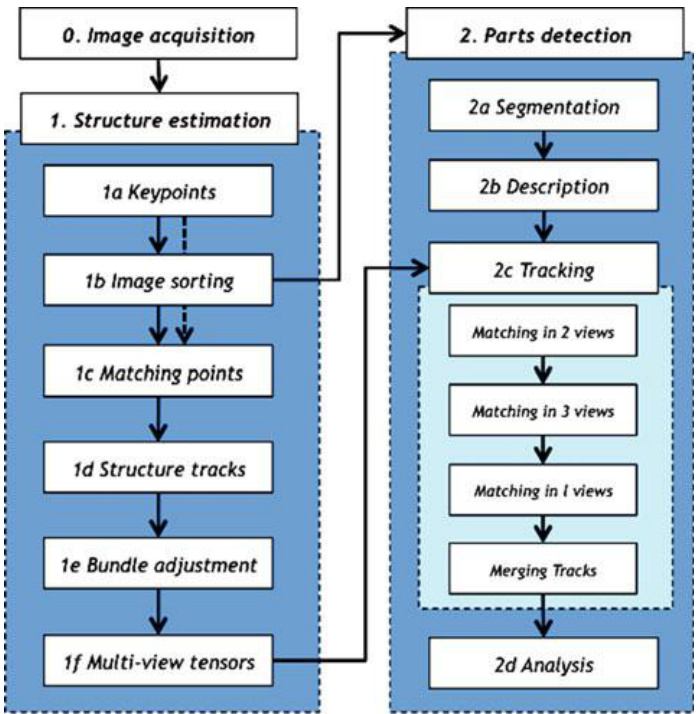 0. Image acquisition
1. Structure estimation
1a Keypoints
1b Image sorting
1c Matching points
1d Structure tracks
1e Bundle adjustment
1f Multi-view tensors
2. Parts detection
2a Segmentation
2b Description
2c Tracking
Matching in 2 views
Matching in 3 views
Matching in l views
Merging Tracks
2d Analysis